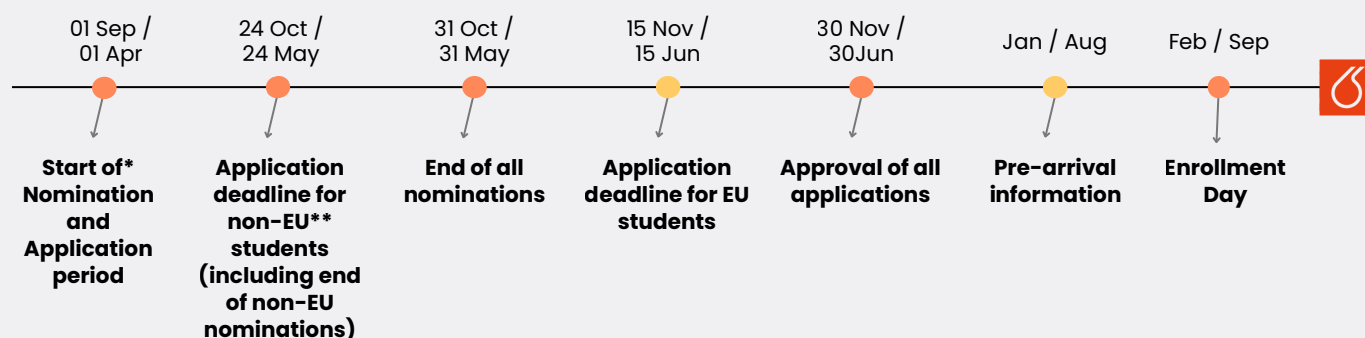 01 Sep /
01 Apr
24 Oct /
24 May
31 Oct /
31 May
15 Nov /
15 Jun
30 Nov /
30Jun
Jan / Aug
Feb / Sep
Start of*
Nomination
and
Application
period
Application
deadline for
non-EU**
students
(including end
of non-EU
nominations)
End of all
nominations
Application
deadline for EU
students
Approval of all
applications
Pre-arrival
information
Enrollment
Day